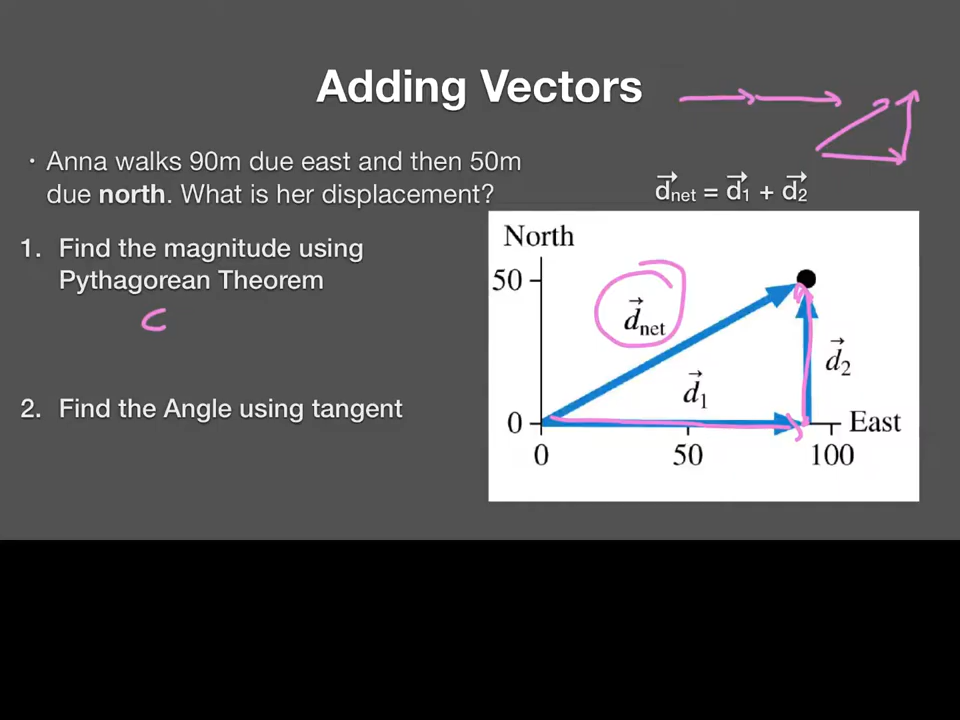 Adding Vectors
• Anna walks 90m due east and then 50m
due north. What is her displacement?
d⃗net = d⃗1 + d⃗2
1. Find the magnitude using
Pythagorean Theorem
C
2. Find the Angle using tangent
North
50
d⃗net
d⃗2
d⃗1
0
East
0
50
100